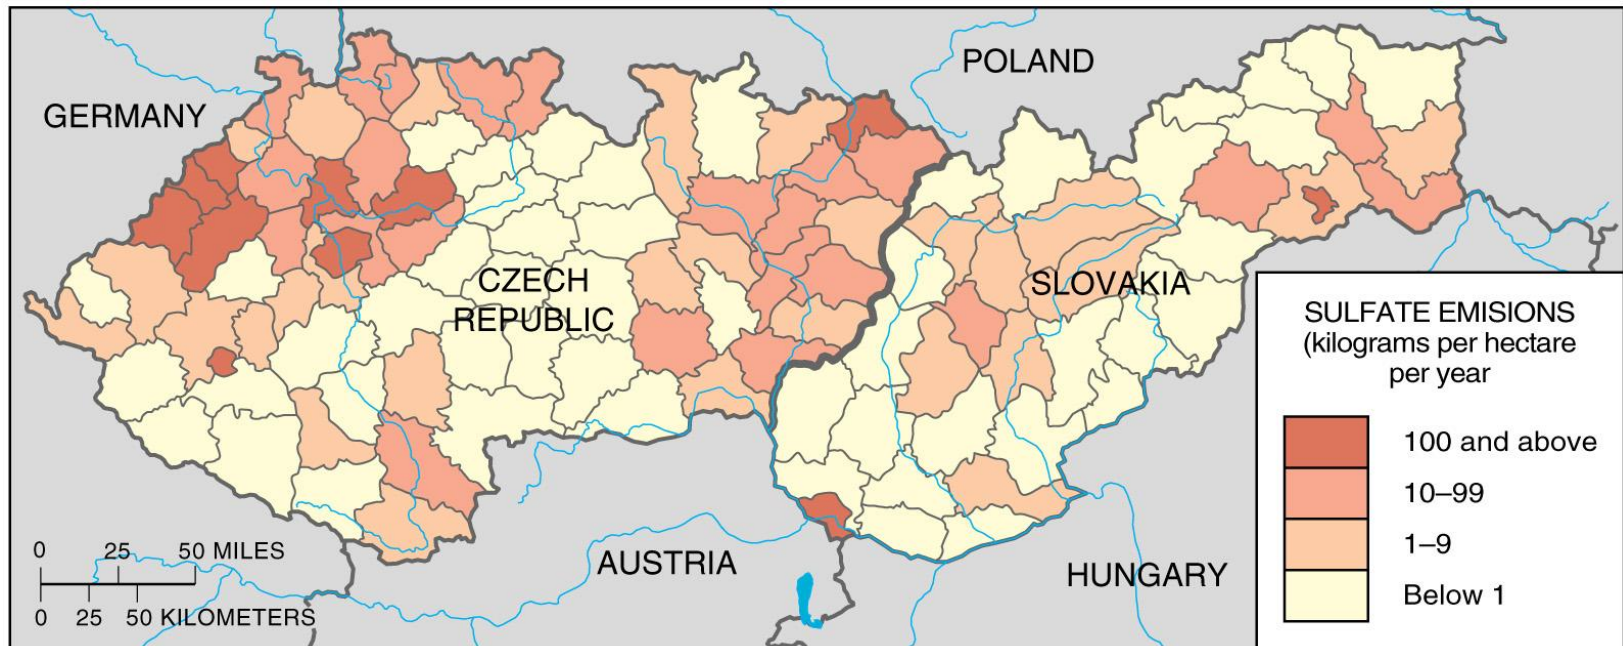 GERMANY
POLAND
CZECH
REPUBLIC
SLOVAKIA
AUSTRIA
HUNGARY
0 25 50 MILES
0 25 50 KILOMETERS
SULFATE EMISIONS
(kilograms per hectare
per year
100 and above
10–99
1–9
Below 1